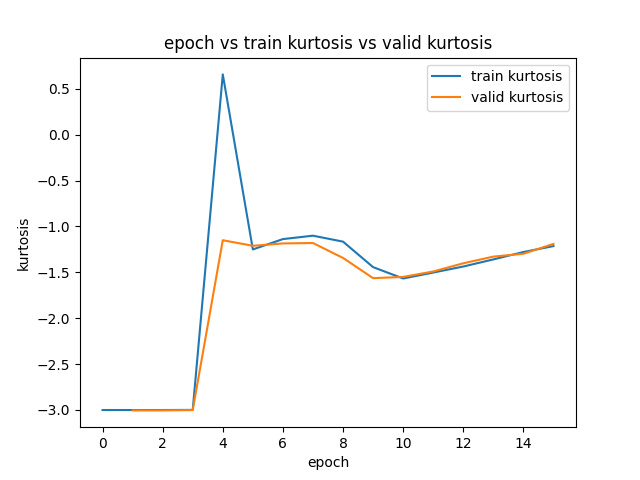 epoch vs train kurtosis vs valid kurtosis
train kurtosis
valid kurtosis
kurtosis
0.5
0.0
−0.5
−1.0
−1.5
−2.0
−2.5
−3.0
0 2 4 6 8 10 12 14
epoch